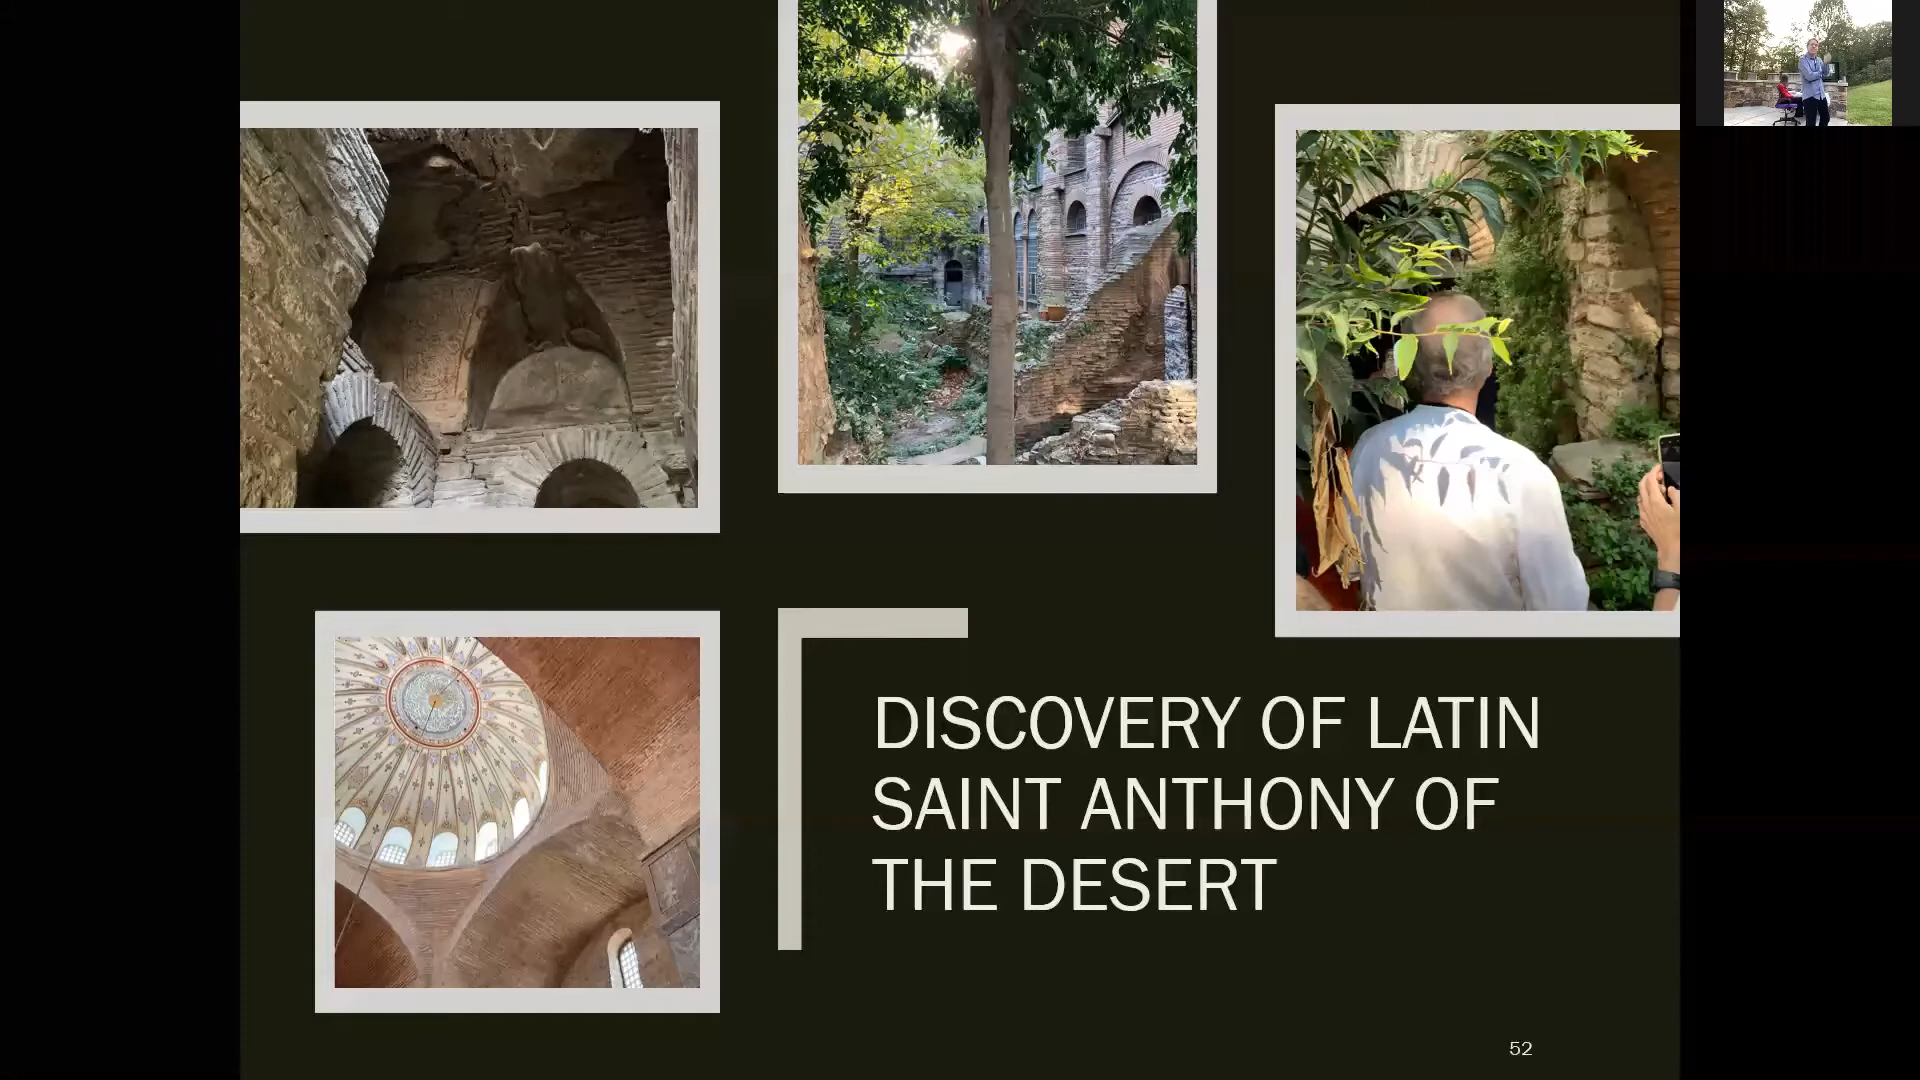 DISCOVERY OF LATIN
SAINT ANTHONY OF
THE DESERT
52